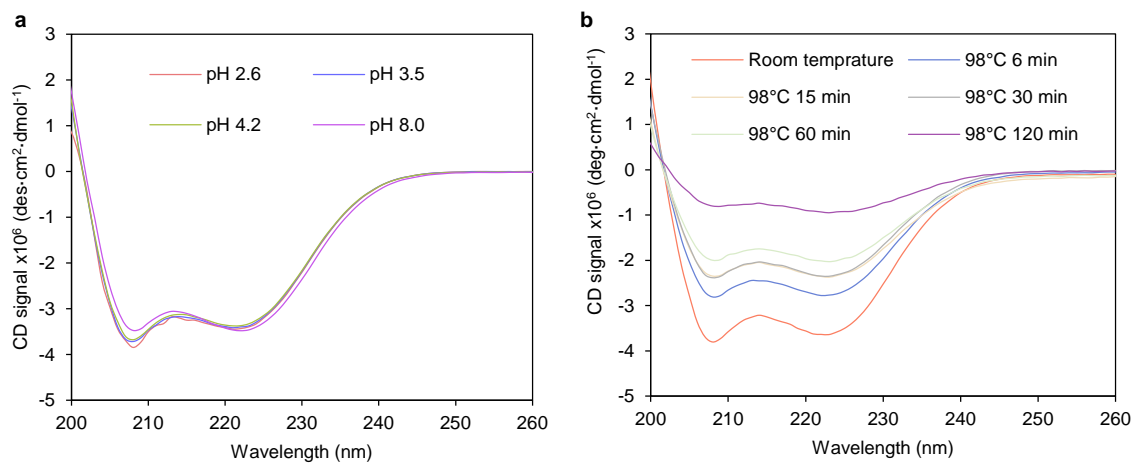 a
pH 2.6
pH 3.5
pH 4.2
pH 8.0
CD signal x10⁶ (des·cm²·dmol⁻¹)
3
2
1
0
-1
-2
-3
-4
-5
200
210
220
230
240
250
260
Wavelength (nm)
b
Room temprature
98°C 6 min
98°C 15 min
98°C 30 min
98°C 60 min
98°C 120 min
CD signal x10⁶ (deg·cm²·dmol⁻¹)
3
2
1
0
-1
-2
-3
-4
-5
200
210
220
230
240
250
260
Wavelength (nm)